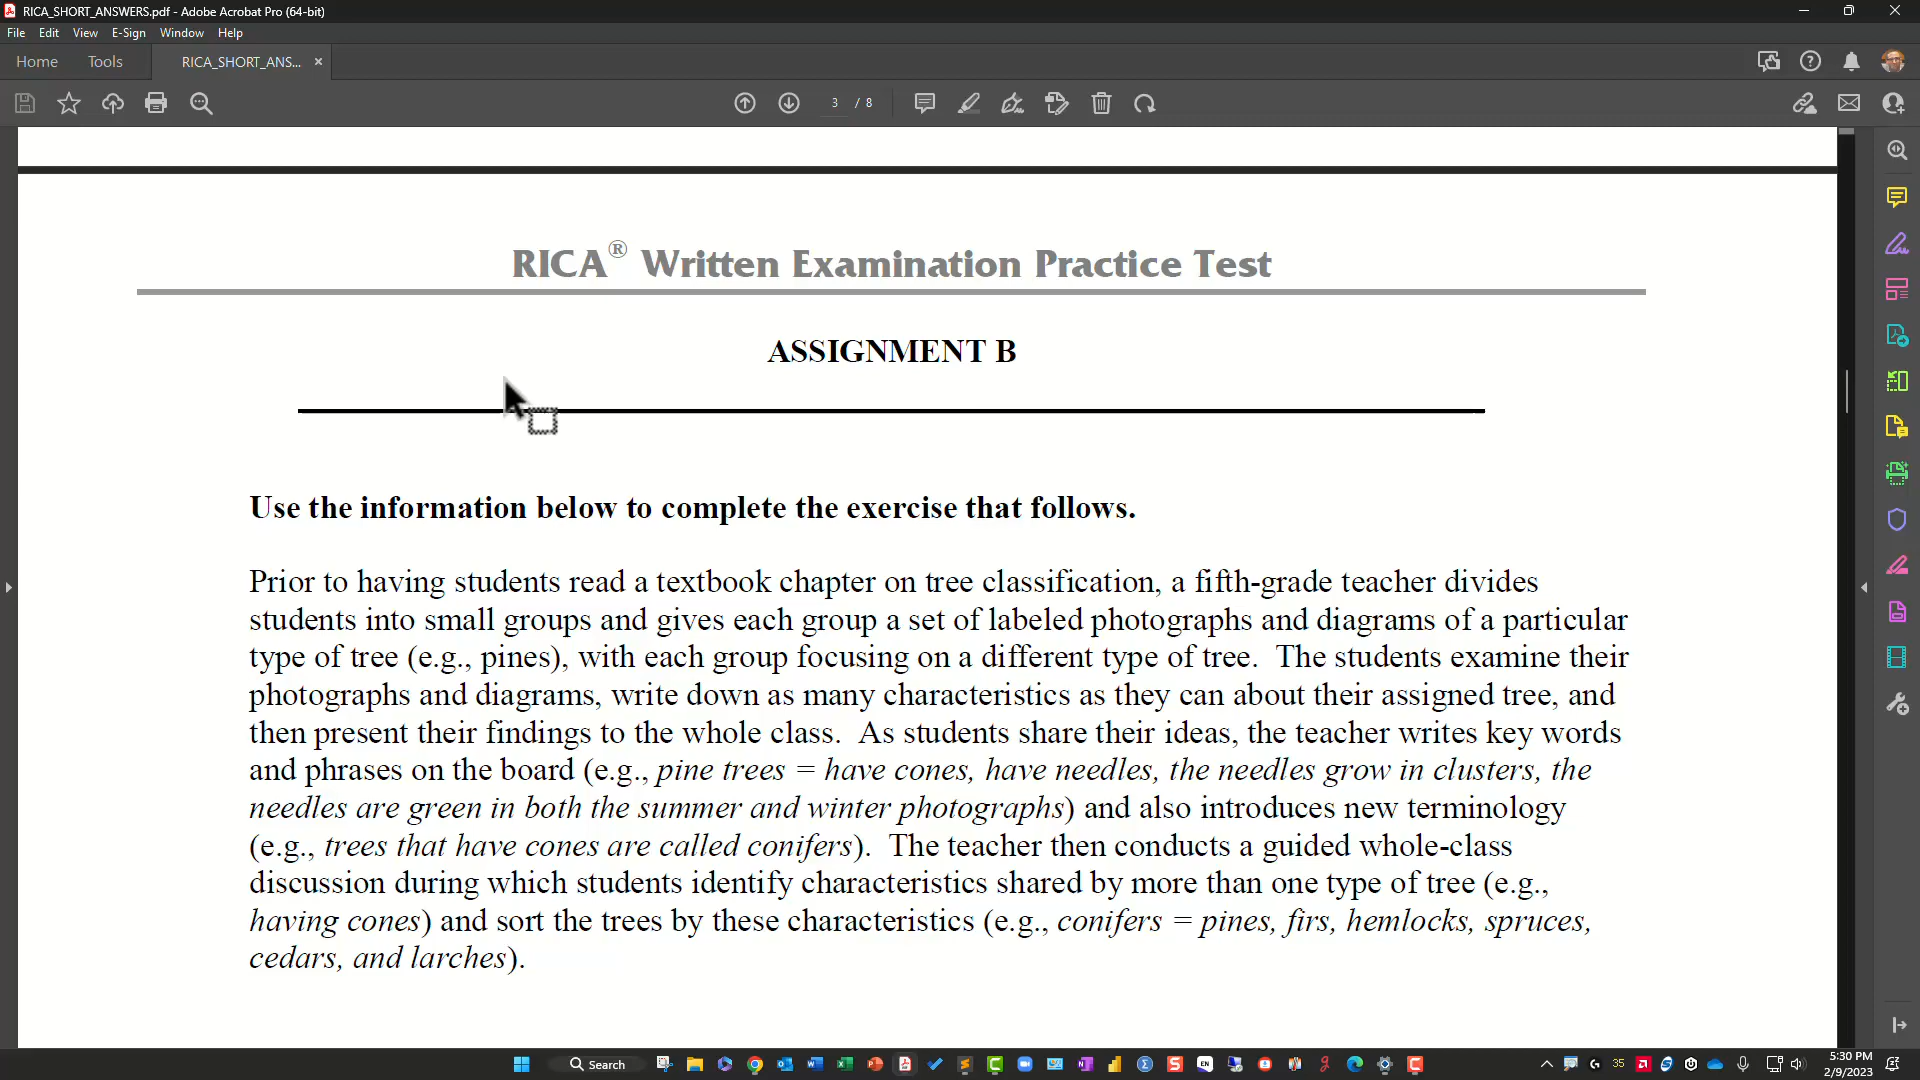 RICA_SHORT_ANSWERS.pdf - Adobe Acrobat Pro (64-bit)
File Edit View E-Sign Window Help
Home Tools RICA_SHORT_ANS... ×
3 / 8
RICA® Written Examination Practice Test
ASSIGNMENT B
Use the information below to complete the exercise that follows.
Prior to having students read a textbook chapter on tree classification, a fifth-grade teacher divides
students into small groups and gives each group a set of labeled photographs and diagrams of a particular
type of tree (e.g., pines), with each group focusing on a different type of tree. The students examine their
photographs and diagrams, write down as many characteristics as they can about their assigned tree, and
then present their findings to the whole class. As students share their ideas, the teacher writes key words
and phrases on the board (e.g., pine trees = have cones, have needles, the needles grow in clusters, the
needles are green in both the summer and winter photographs) and also introduces new terminology
(e.g., trees that have cones are called conifers). The teacher then conducts a guided whole-class
discussion during which students identify characteristics shared by more than one type of tree (e.g.,
having cones) and sort the trees by these characteristics (e.g., conifers = pines, firs, hemlocks, spruces,
cedars, and larches).
Search
35
5:30 PM
2/9/2023